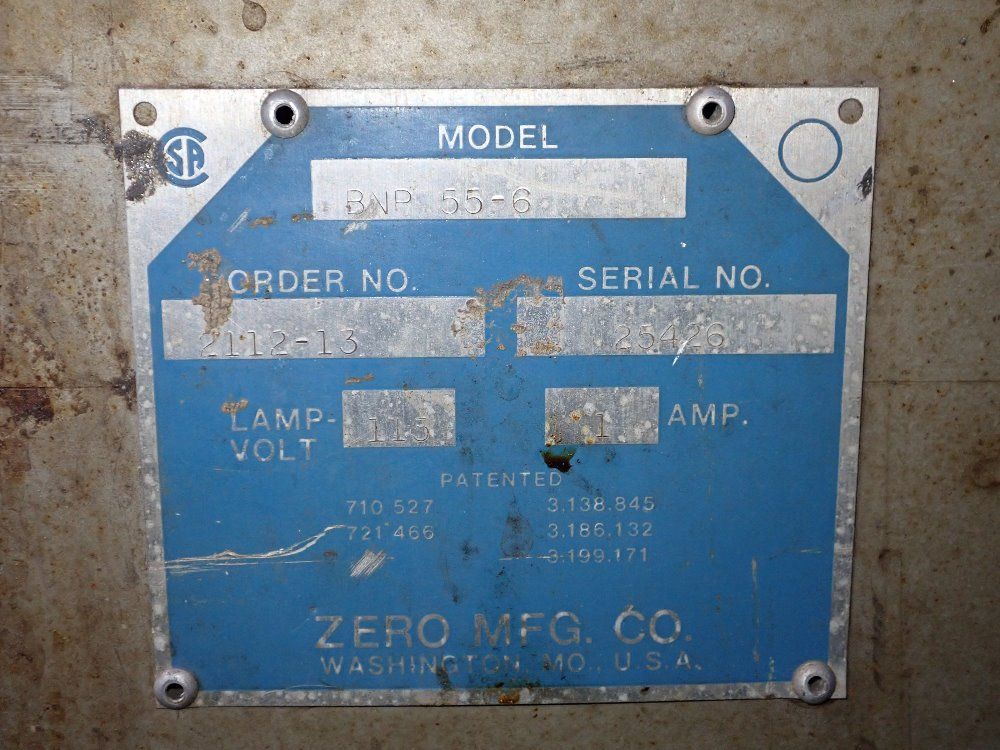 MODEL
SA
BNP 55-6
ORDER NO. SERIAL NO.
2112-13 25426
LAMP- 115 1 AMP.
VOLT
PATENTED
710 527 3,138,845
721 466 3,186,132
3,199,171
ZERO MFG. CO.
WASHINGTON, MO., U.S.A.